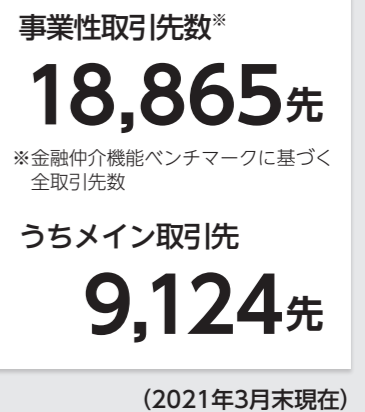 事業性取引先数※
18,865先
※金融仲介機能ベンチマークに基づく
全取引先数
うちメイン取引先
9,124先
(2021年3月末現在)